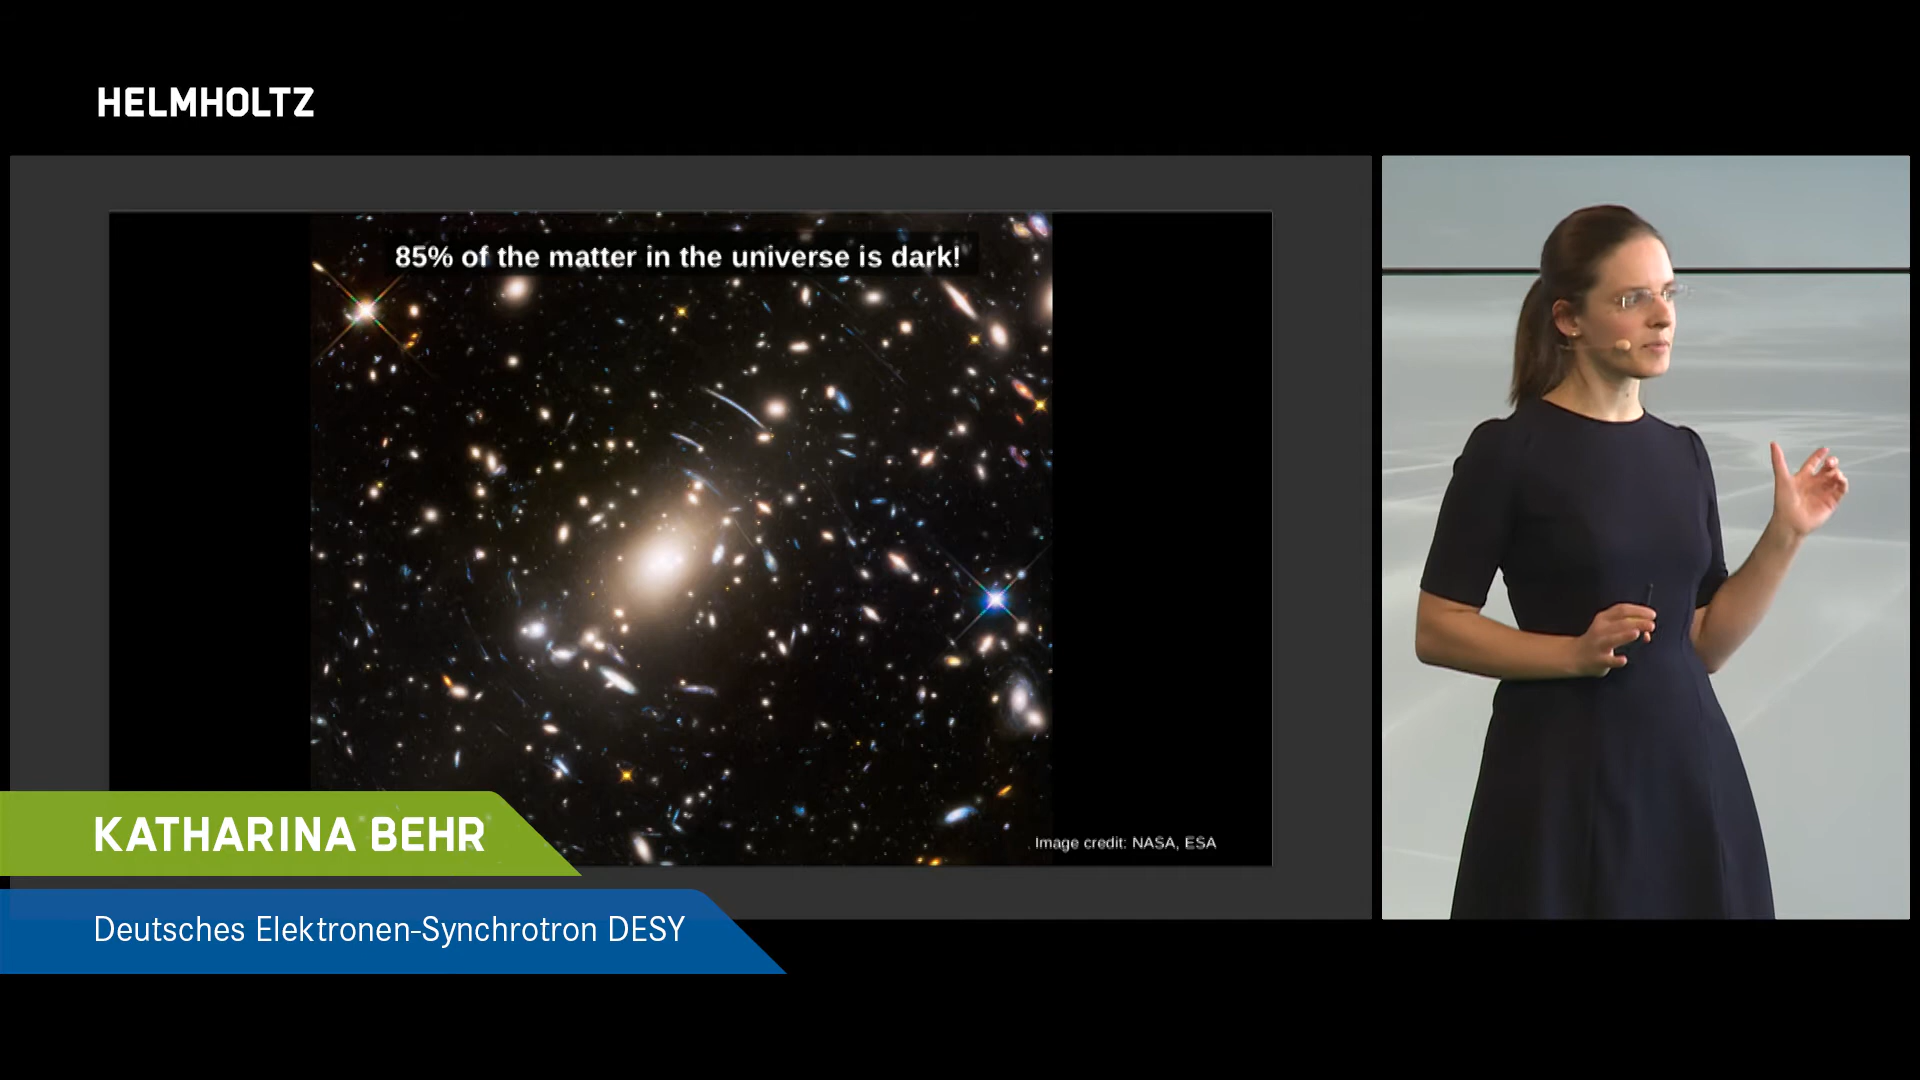 HELMHOLTZ
85% of the matter in the universe is dark!
Image credit: NASA, ESA
KATHARINA BEHR
Deutsches Elektronen-Synchrotron DESY